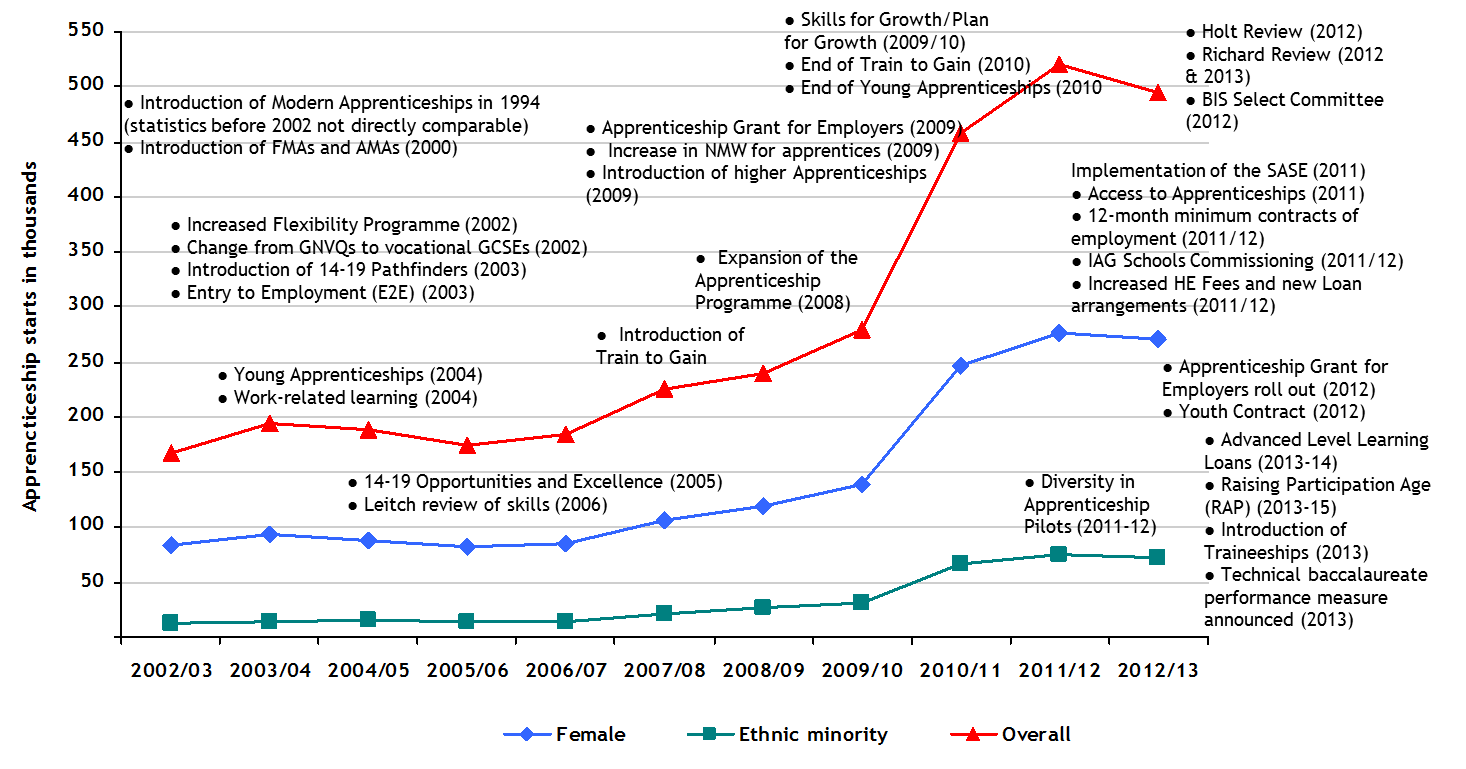 ● Skills for Growth/Plan
for Growth (2009/10)
● End of Train to Gain (2010)
● End of Young Apprenticeships (2010
● Holt Review (2012)
● Richard Review (2012
& 2013)
● BIS Select Committee
(2012)
● Introduction of Modern Apprenticeships in 1994
(statistics before 2002 not directly comparable)
● Introduction of FMAs and AMAs (2000)
● Apprenticeship Grant for Employers (2009)
● Increase in NMW for apprentices (2009)
● Introduction of higher Apprenticeships
(2009)
Implementation of the SASE (2011)
● Access to Apprenticeships (2011)
● 12-month minimum contracts of
employment (2011/12)
● IAG Schools Commissioning (2011/12)
● Increased HE Fees and new Loan
arrangements (2011/12)
● Increased Flexibility Programme (2002)
● Change from GNVQs to vocational GCSEs (2002)
● Introduction of 14-19 Pathfinders (2003)
● Entry to Employment (E2E) (2003)
● Expansion of the
Apprenticeship
Programme (2008)
● Introduction of
Train to Gain
● Young Apprenticeships (2004)
● Work-related learning (2004)
● Apprenticeship Grant for
Employers roll out (2012)
● Youth Contract (2012)
● Advanced Level Learning
Loans (2013-14)
● Raising Participation Age
(RAP) (2013-15)
● Introduction of
Traineeships (2013)
● Technical baccalaureate
performance measure
announced (2013)
● 14-19 Opportunities and Excellence (2005)
● Leitch review of skills (2006)
● Diversity in
Apprenticeship
Pilots (2011-12)
Apprencticeship starts in thousands
550
500
450
400
350
300
250
200
150
100
50
2002/03 2003/04 2004/05 2005/06 2006/07 2007/08 2008/09 2009/10 2010/11 2011/12 2012/13
Female Ethnic minority Overall